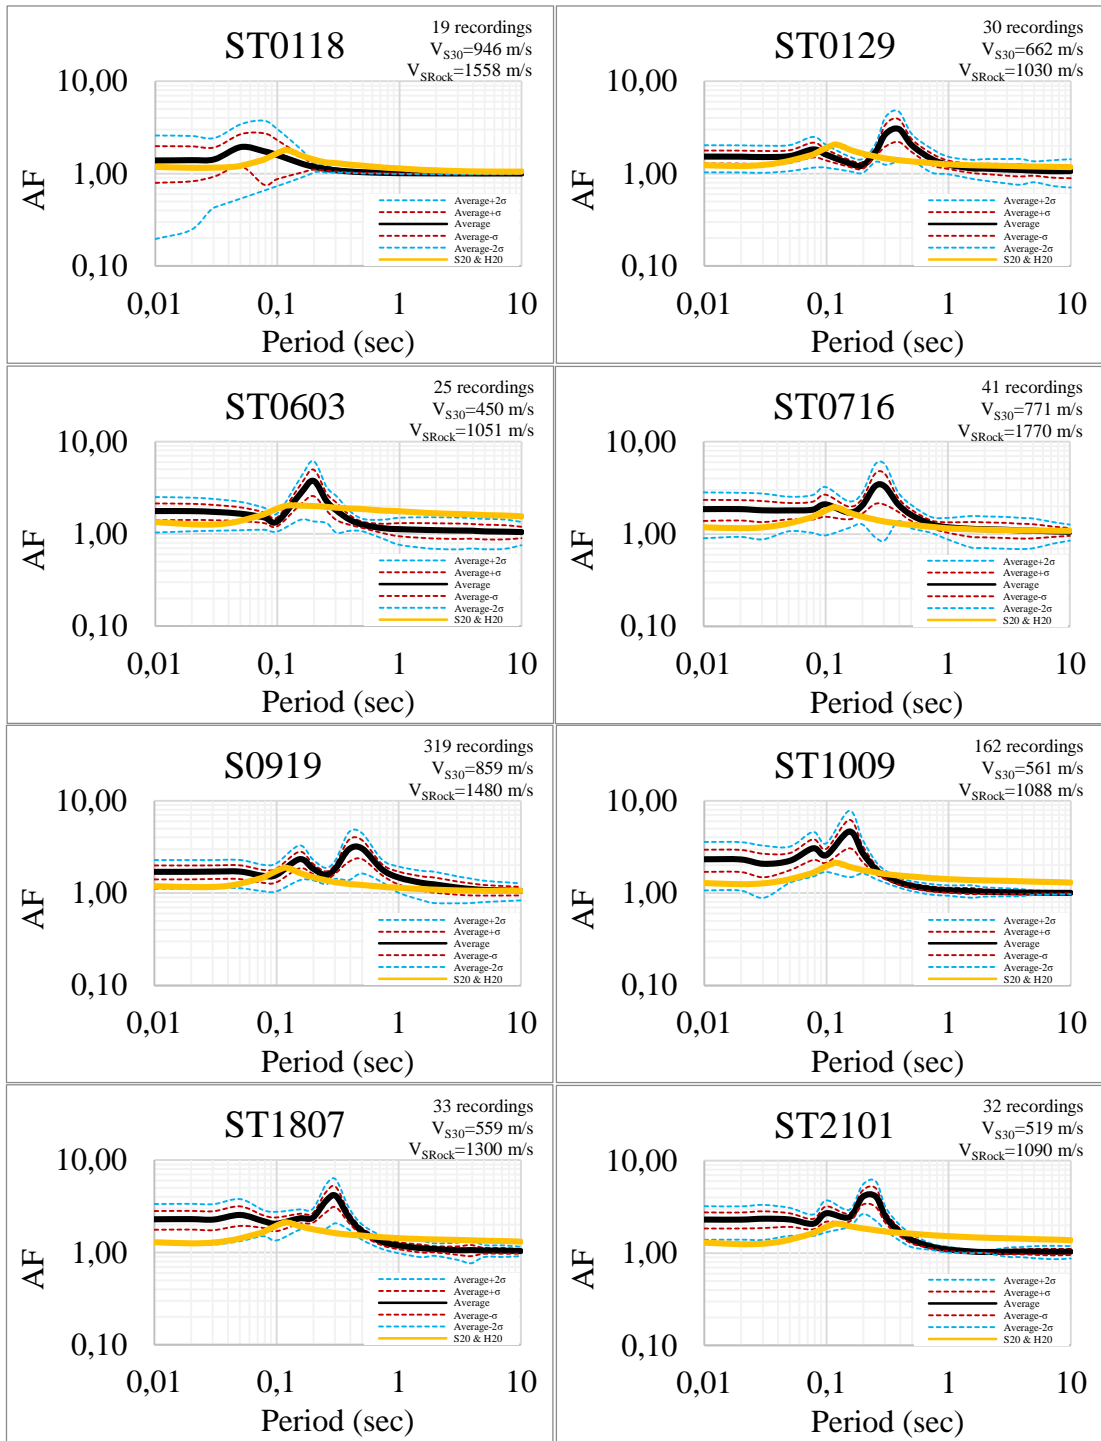 ST0118
19 recordings
VS30=946 m/s
VSRock=1558 m/s
10,00
1,00
0,10
AF
0,01 0,1 1 10
Period (sec)
Average+2σ
Average+σ
Average
Average-σ
Average-2σ
S20 & H20
ST0129
30 recordings
VS30=662 m/s
VSRock=1030 m/s
10,00
1,00
0,10
AF
0,01 0,1 1 10
Period (sec)
Average+2σ
Average+σ
Average
Average-σ
Average-2σ
S20 & H20
ST0603
25 recordings
VS30=450 m/s
VSRock=1051 m/s
10,00
1,00
0,10
AF
0,01 0,1 1 10
Period (sec)
Average+2σ
Average+σ
Average
Average-σ
Average-2σ
S20 & H20
ST0716
41 recordings
VS30=771 m/s
VSRock=1770 m/s
10,00
1,00
0,10
AF
0,01 0,1 1 10
Period (sec)
Average+2σ
Average+σ
Average
Average-σ
Average-2σ
S20 & H20
S0919
319 recordings
VS30=859 m/s
VSRock=1480 m/s
10,00
1,00
0,10
AF
0,01 0,1 1 10
Period (sec)
Average+2σ
Average+σ
Average
Average-σ
Average-2σ
S20 & H20
ST1009
162 recordings
VS30=561 m/s
VSRock=1088 m/s
10,00
1,00
0,10
AF
0,01 0,1 1 10
Period (sec)
Average+2σ
Average+σ
Average
Average-σ
Average-2σ
S20 & H20
ST1807
33 recordings
VS30=559 m/s
VSRock=1300 m/s
10,00
1,00
0,10
AF
0,01 0,1 1 10
Period (sec)
Average+2σ
Average+σ
Average
Average-σ
Average-2σ
S20 & H20
ST2101
32 recordings
VS30=519 m/s
VSRock=1090 m/s
10,00
1,00
0,10
AF
0,01 0,1 1 10
Period (sec)
Average+2σ
Average+σ
Average
Average-σ
Average-2σ
S20 & H20